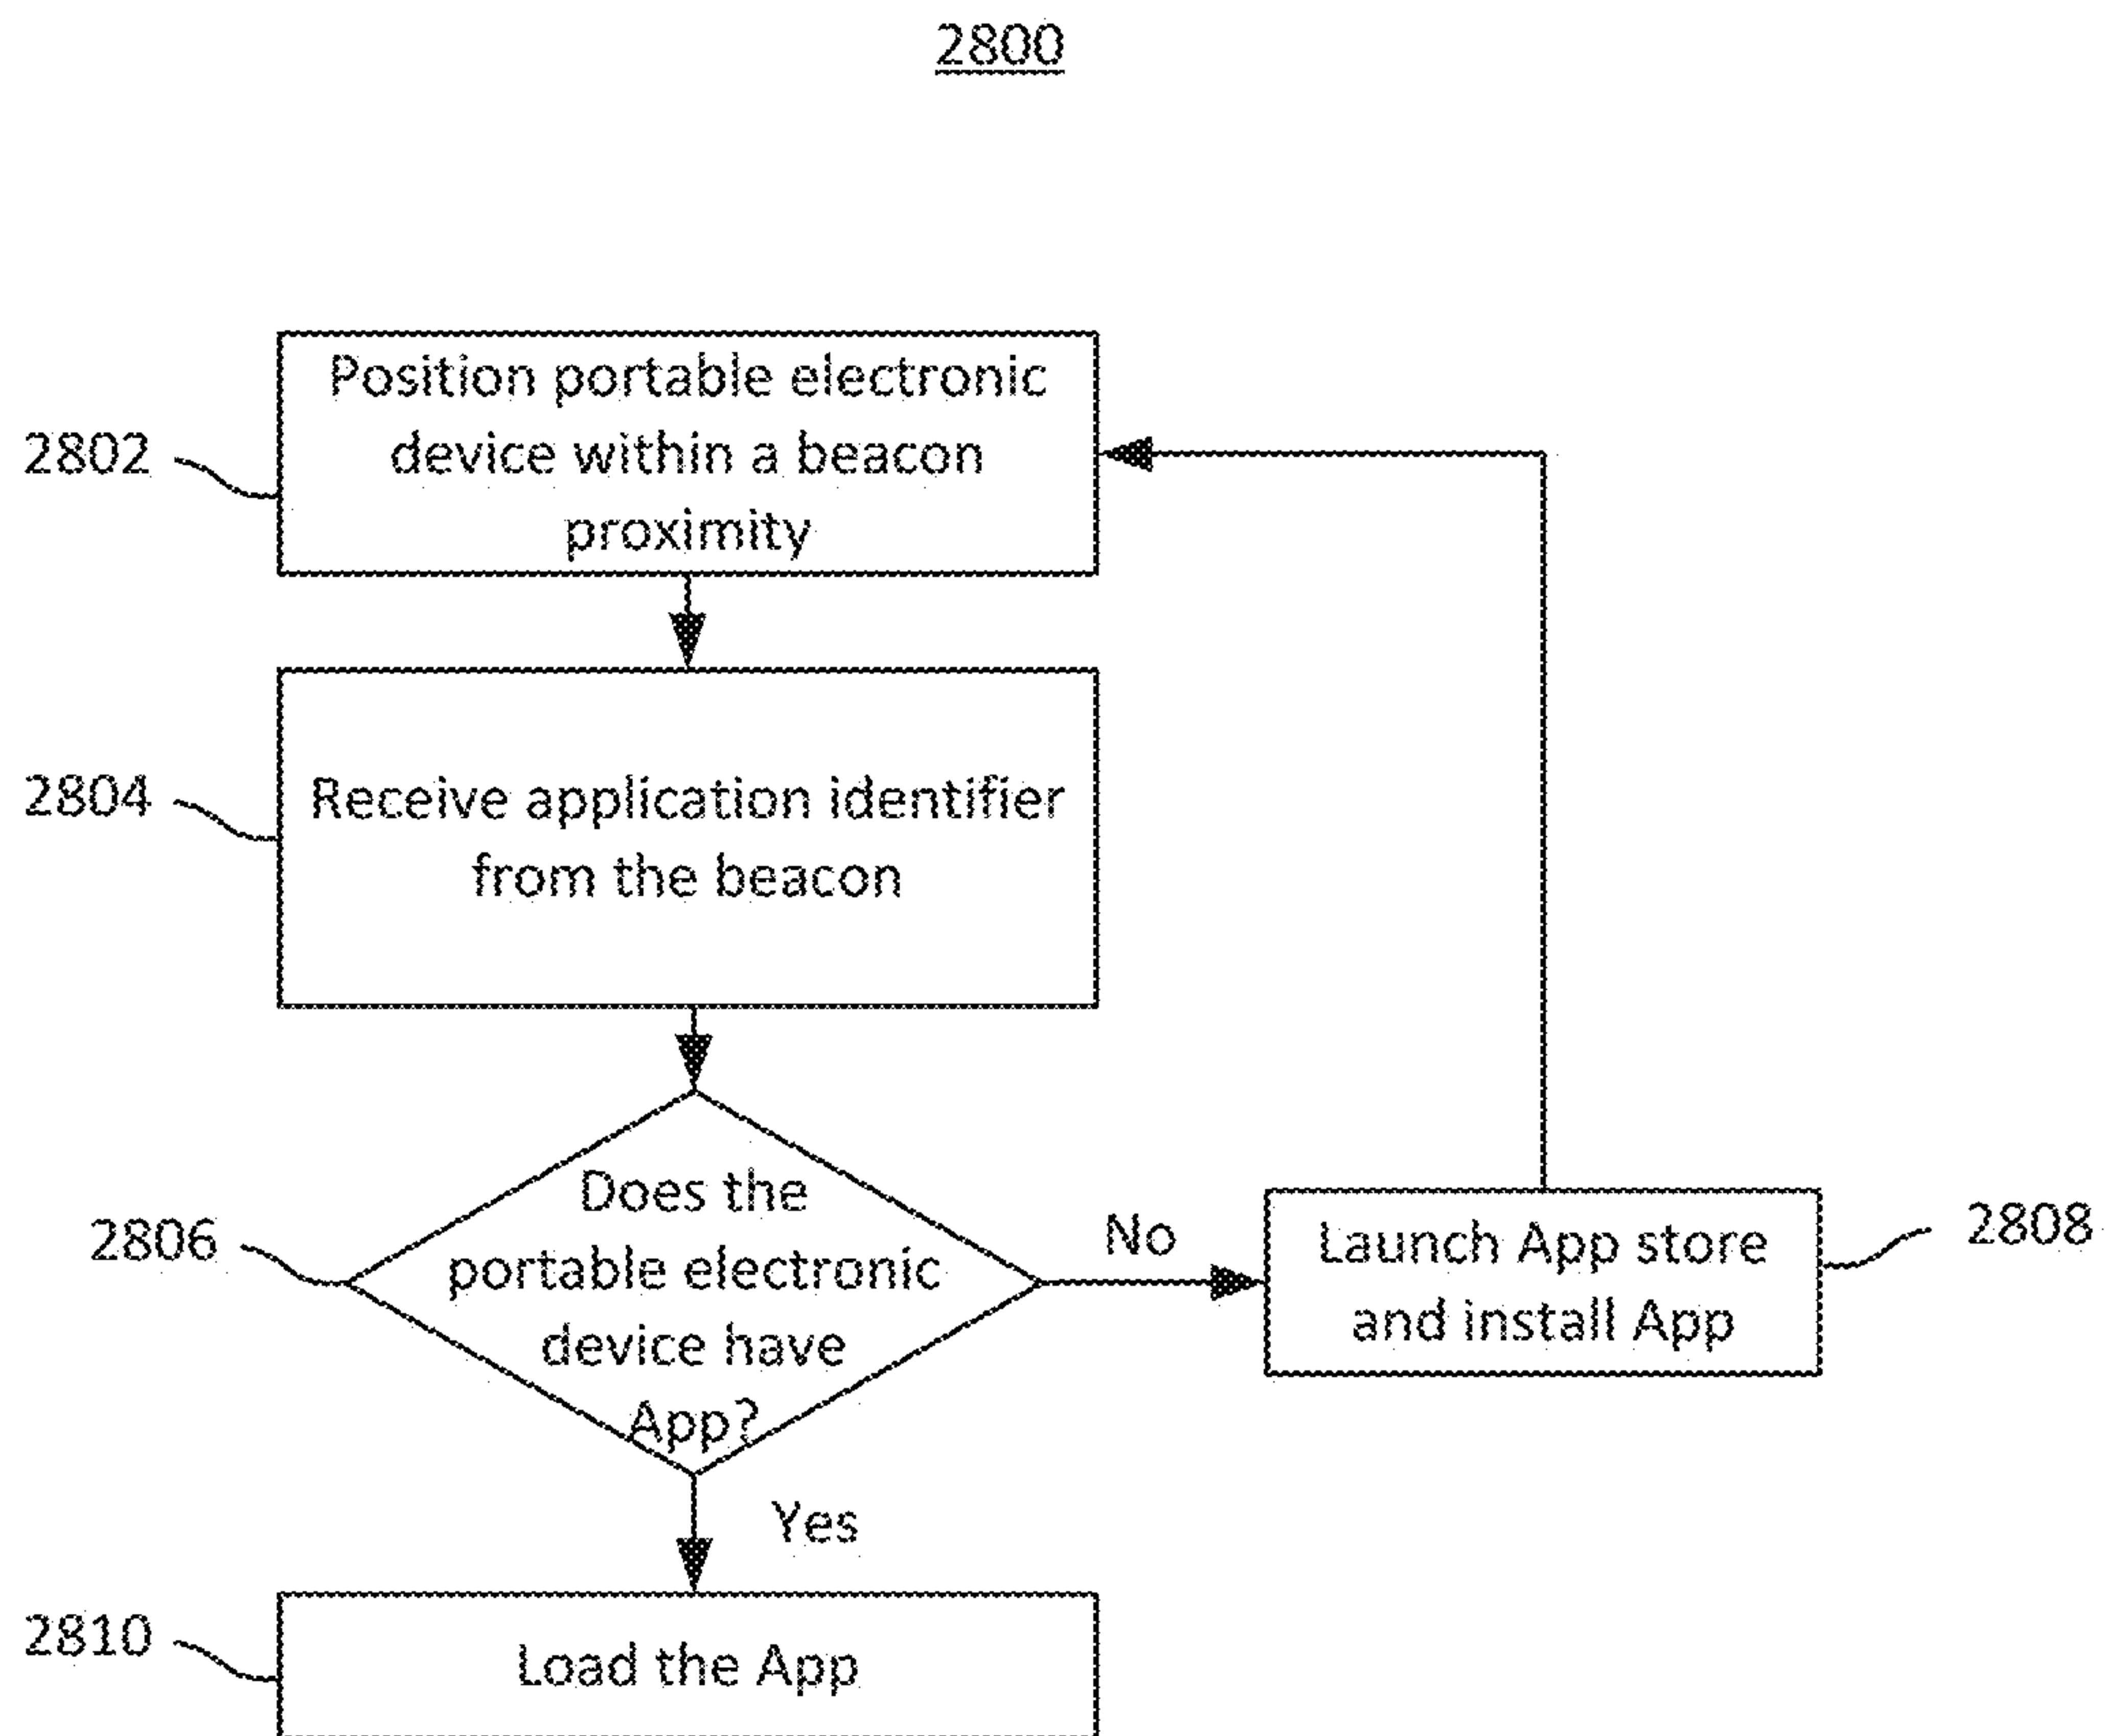 2800
Position portable electronic
device within a beacon
proximity
2802
Receive application identifier
from the beacon
2804
Does the
portable electronic
device have
App?
2806
No
Launch App store
and install App
2808
Yes
Load the App
2810